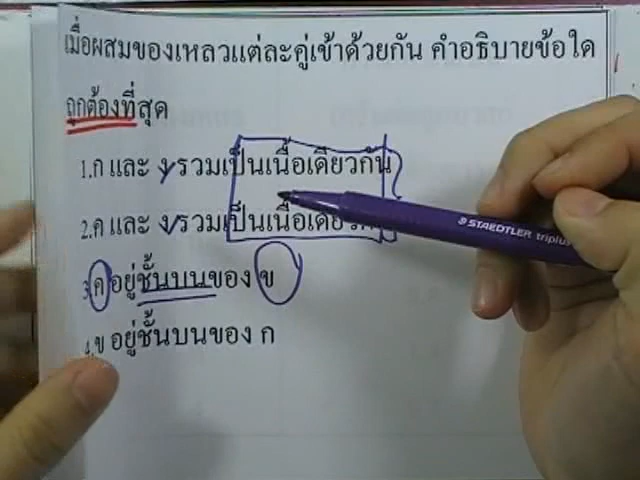 เมื่อผสมของเหลวแต่ละคู่เข้าด้วยกัน คำอธิบายข้อใด
ถูกต้องที่สุด
1.ก และ ง รวมเป็นเนื้อเดียวกัน
2.ค และ ง รวมเป็นเนื้อเดียว
3.ค อยู่ชั้นบนของ ข
4.ข อยู่ชั้นบนของ ก
STAEDTLER triplus